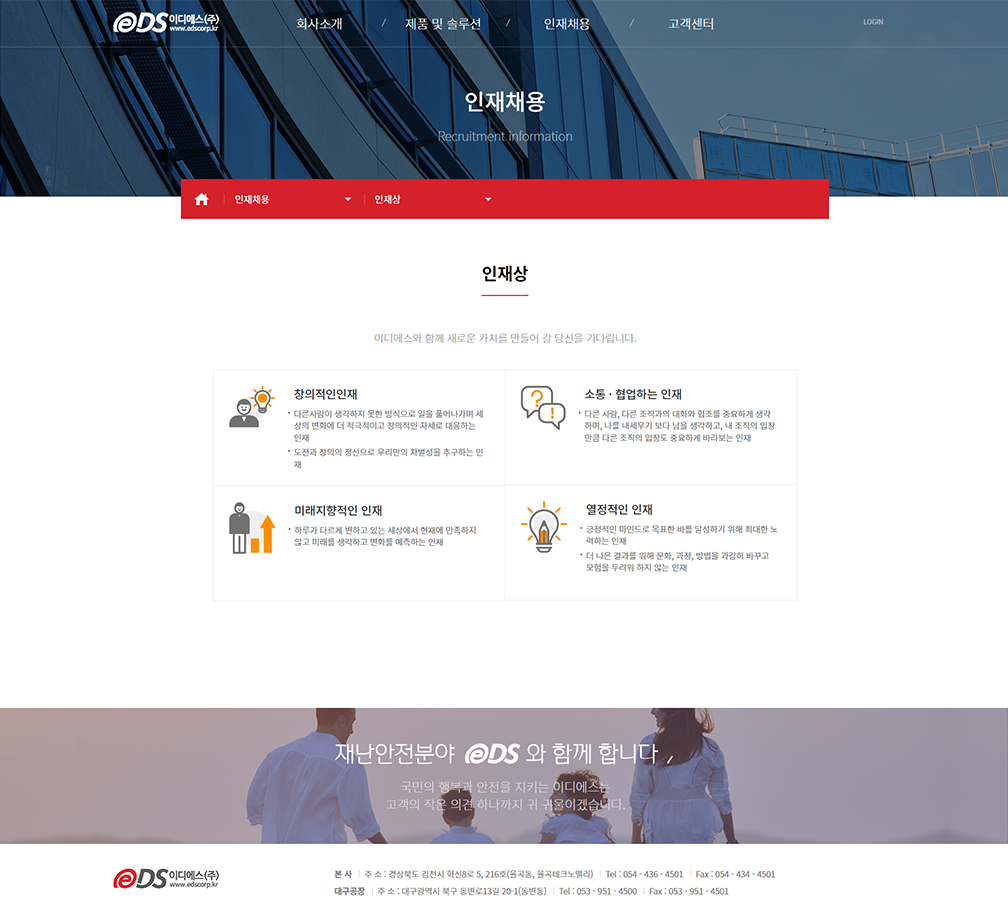 eDS 이디에스(주)
www.edscorp.kr
회사소개 / 제품 및 솔루션 / 인재채용 / 고객센터
LOGIN
인재채용
Recruitment information
인재채용
인재상
인재상
이디에스와 함께 새로운 가치를 만들어 갈 당신을 기다립니다.
창의적인인재
· 다른사람이 생각하지 못한 방식으로 일을 풀어나가며 세
상의 변화에 더 적극적이고 창의적인 자세로 대응하는
인재
· 도전과 창의의 정신으로 우리만의 차별성을 추구하는 인
재
소통 · 협업하는 인재
· 다른 사람, 다른 조직과의 대화와 협조를 중요하게 생각
하며, 나를 내세우기 보다 남을 생각하고, 내 조직의 입장
만큼 다른 조직의 입장도 중요하게 바라보는 인재
미래지향적인 인재
· 하루가 다르게 변하고 있는 세상에서 현재에 만족하지
않고 미래를 생각하고 변화를 예측하는 인재
열정적인 인재
· 긍정적인 마인드로 목표한 바를 달성하기 위해 최대한 노
력하는 인재
· 더 나은 결과를 위해 문화, 과정, 방법을 과감히 바꾸고
모험을 두려워 하지 않는 인재
재난안전분야 eDS 와 함께 합니다 ,
국민의 행복과 안전을 지키는 이디에스는
고객의 작은 의견 하나까지 귀 귀울이겠습니다.
eDS 이디에스(주)
www.edscorp.kr
본 사 | 주 소 : 경상북도 김천시 혁신8로 5, 216호(율곡동, 율곡테크노밸리) | Tel : 054 - 436 - 4501 | Fax : 054 - 434 - 4501
대구공장 | 주 소 : 대구광역시 북구 동변로13길 20-1(동변동) | Tel : 053 - 951 - 4500 | Fax : 053 - 951 - 4501